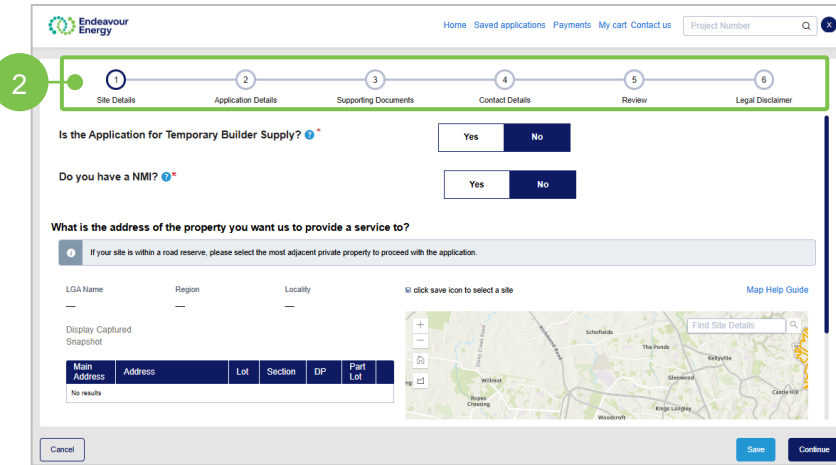 Endeavour
Energy
Home Saved applications Payments My cart Contact us
Project Number
X
2
1 2 3 4 5 6
Site Details Application Details Supporting Documents Contact Details Review Legal Disclaimer
Is the Application for Temporary Builder Supply? ? *
Yes No
Do you have a NMI? ? *
Yes No
What is the address of the property you want us to provide a service to?
If your site is within a road reserve, please select the most adjacent private property to proceed with the application.
LGA Name Region Locality
— — —
click save icon to select a site
Map Help Guide
Display Captured
Snapshot
Main
Address Address Lot Section DP Part
Lot
No results
Find Site Details
Schofields
Richmond Road
Stony Creek Road
The Ponds
Kellyville
Willmot
Glenwood
Ropes
Crossing
Castle Hill
Kings Langley
Woodcroft
Cancel
Save Continue